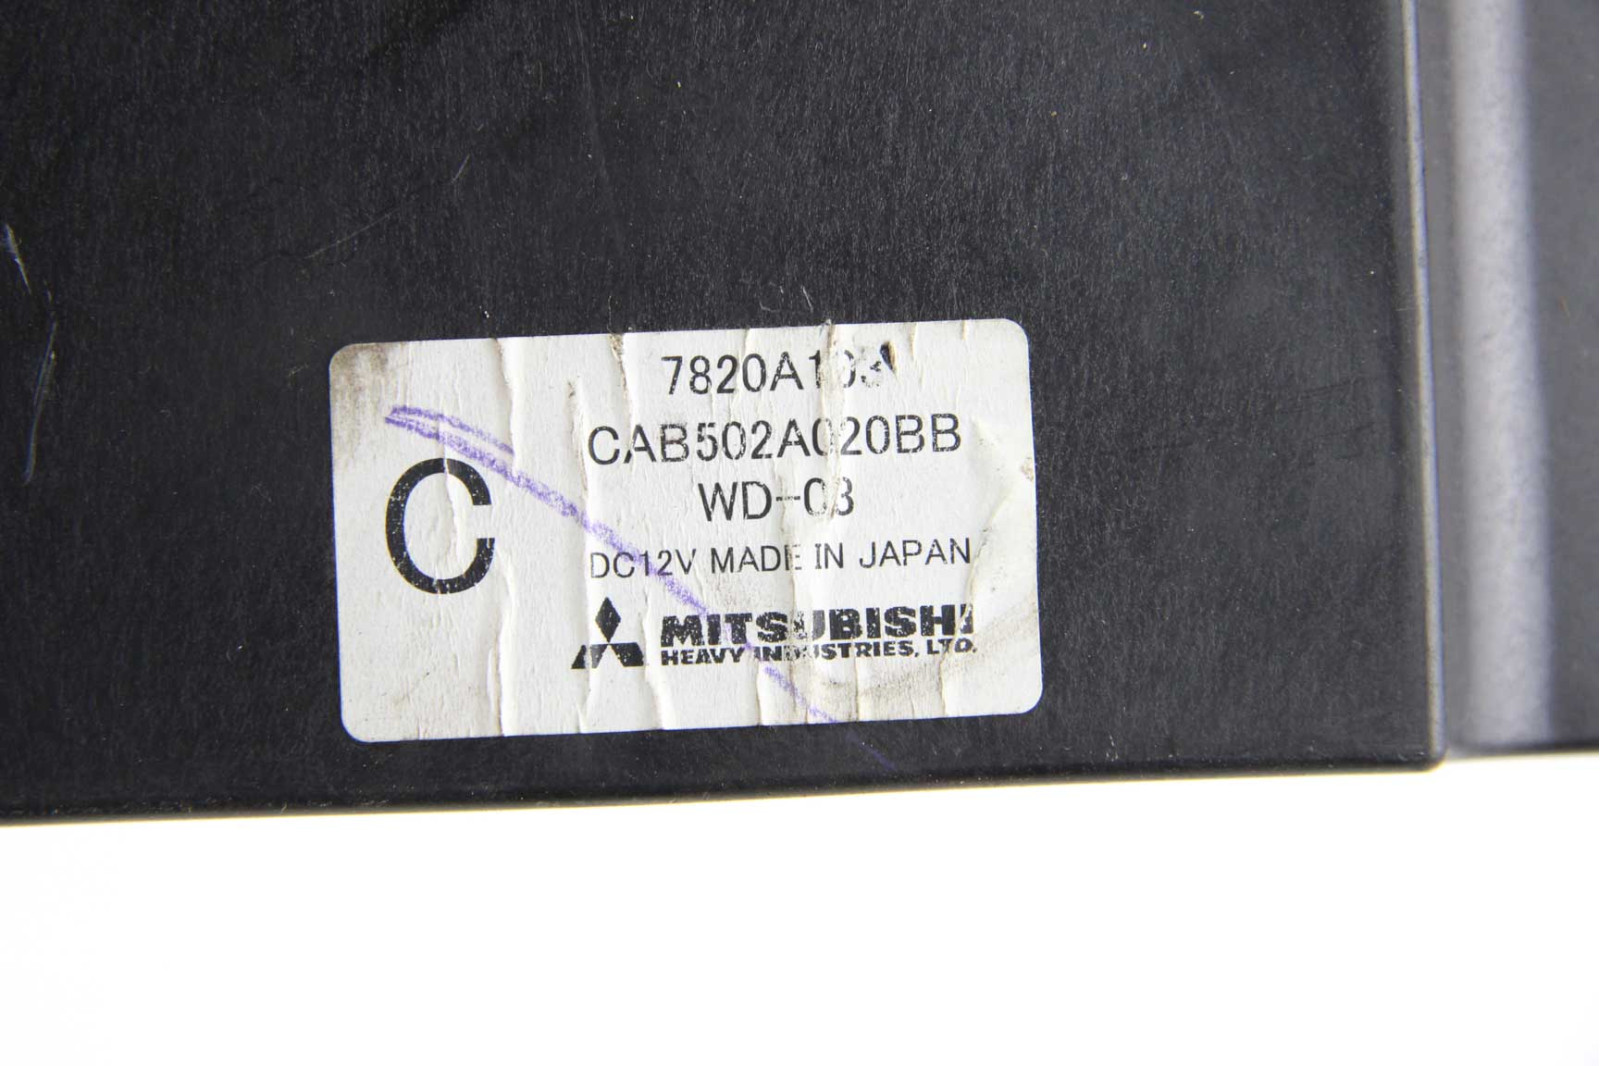 7820A103
C
CAB502A020BB
WD-03
DC12V MADE IN JAPAN
MITSUBISHI
HEAVY INDUSTRIES, LTD.